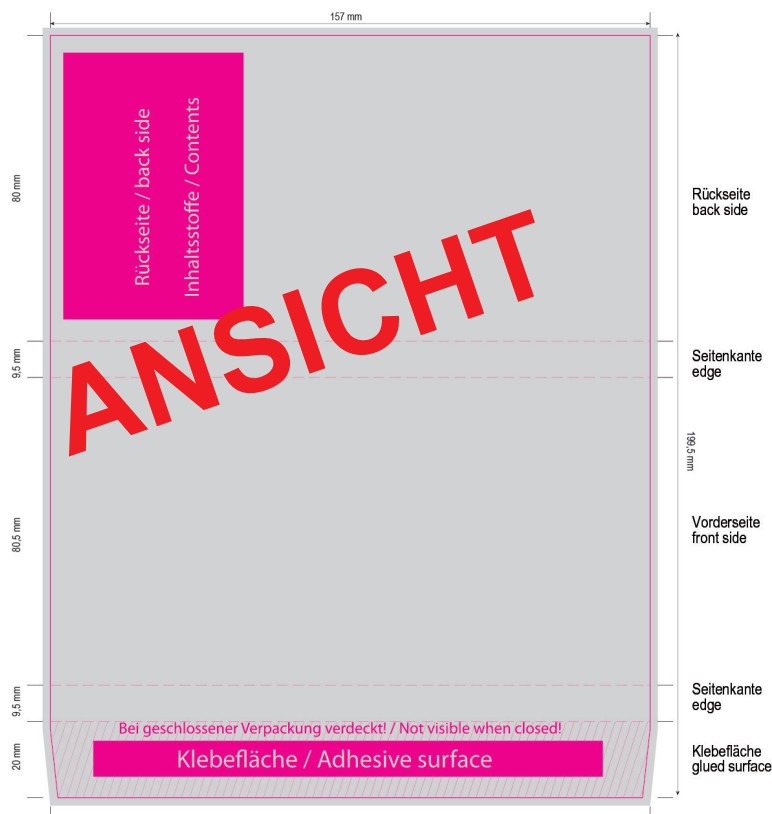 157 mm
Rückseite / back side
Inhaltsstoffe / Contents
80 mm
Rückseite
back side
ANSICHT
9,5 mm
Seitenkante
edge
199,5 mm
80,5 mm
Vorderseite
front side
9,5 mm
Seitenkante
edge
Bei geschlossener Verpackung verdeckt! / Not visible when closed!
20 mm
Klebefläche / Adhesive surface
Klebefläche
glued surface